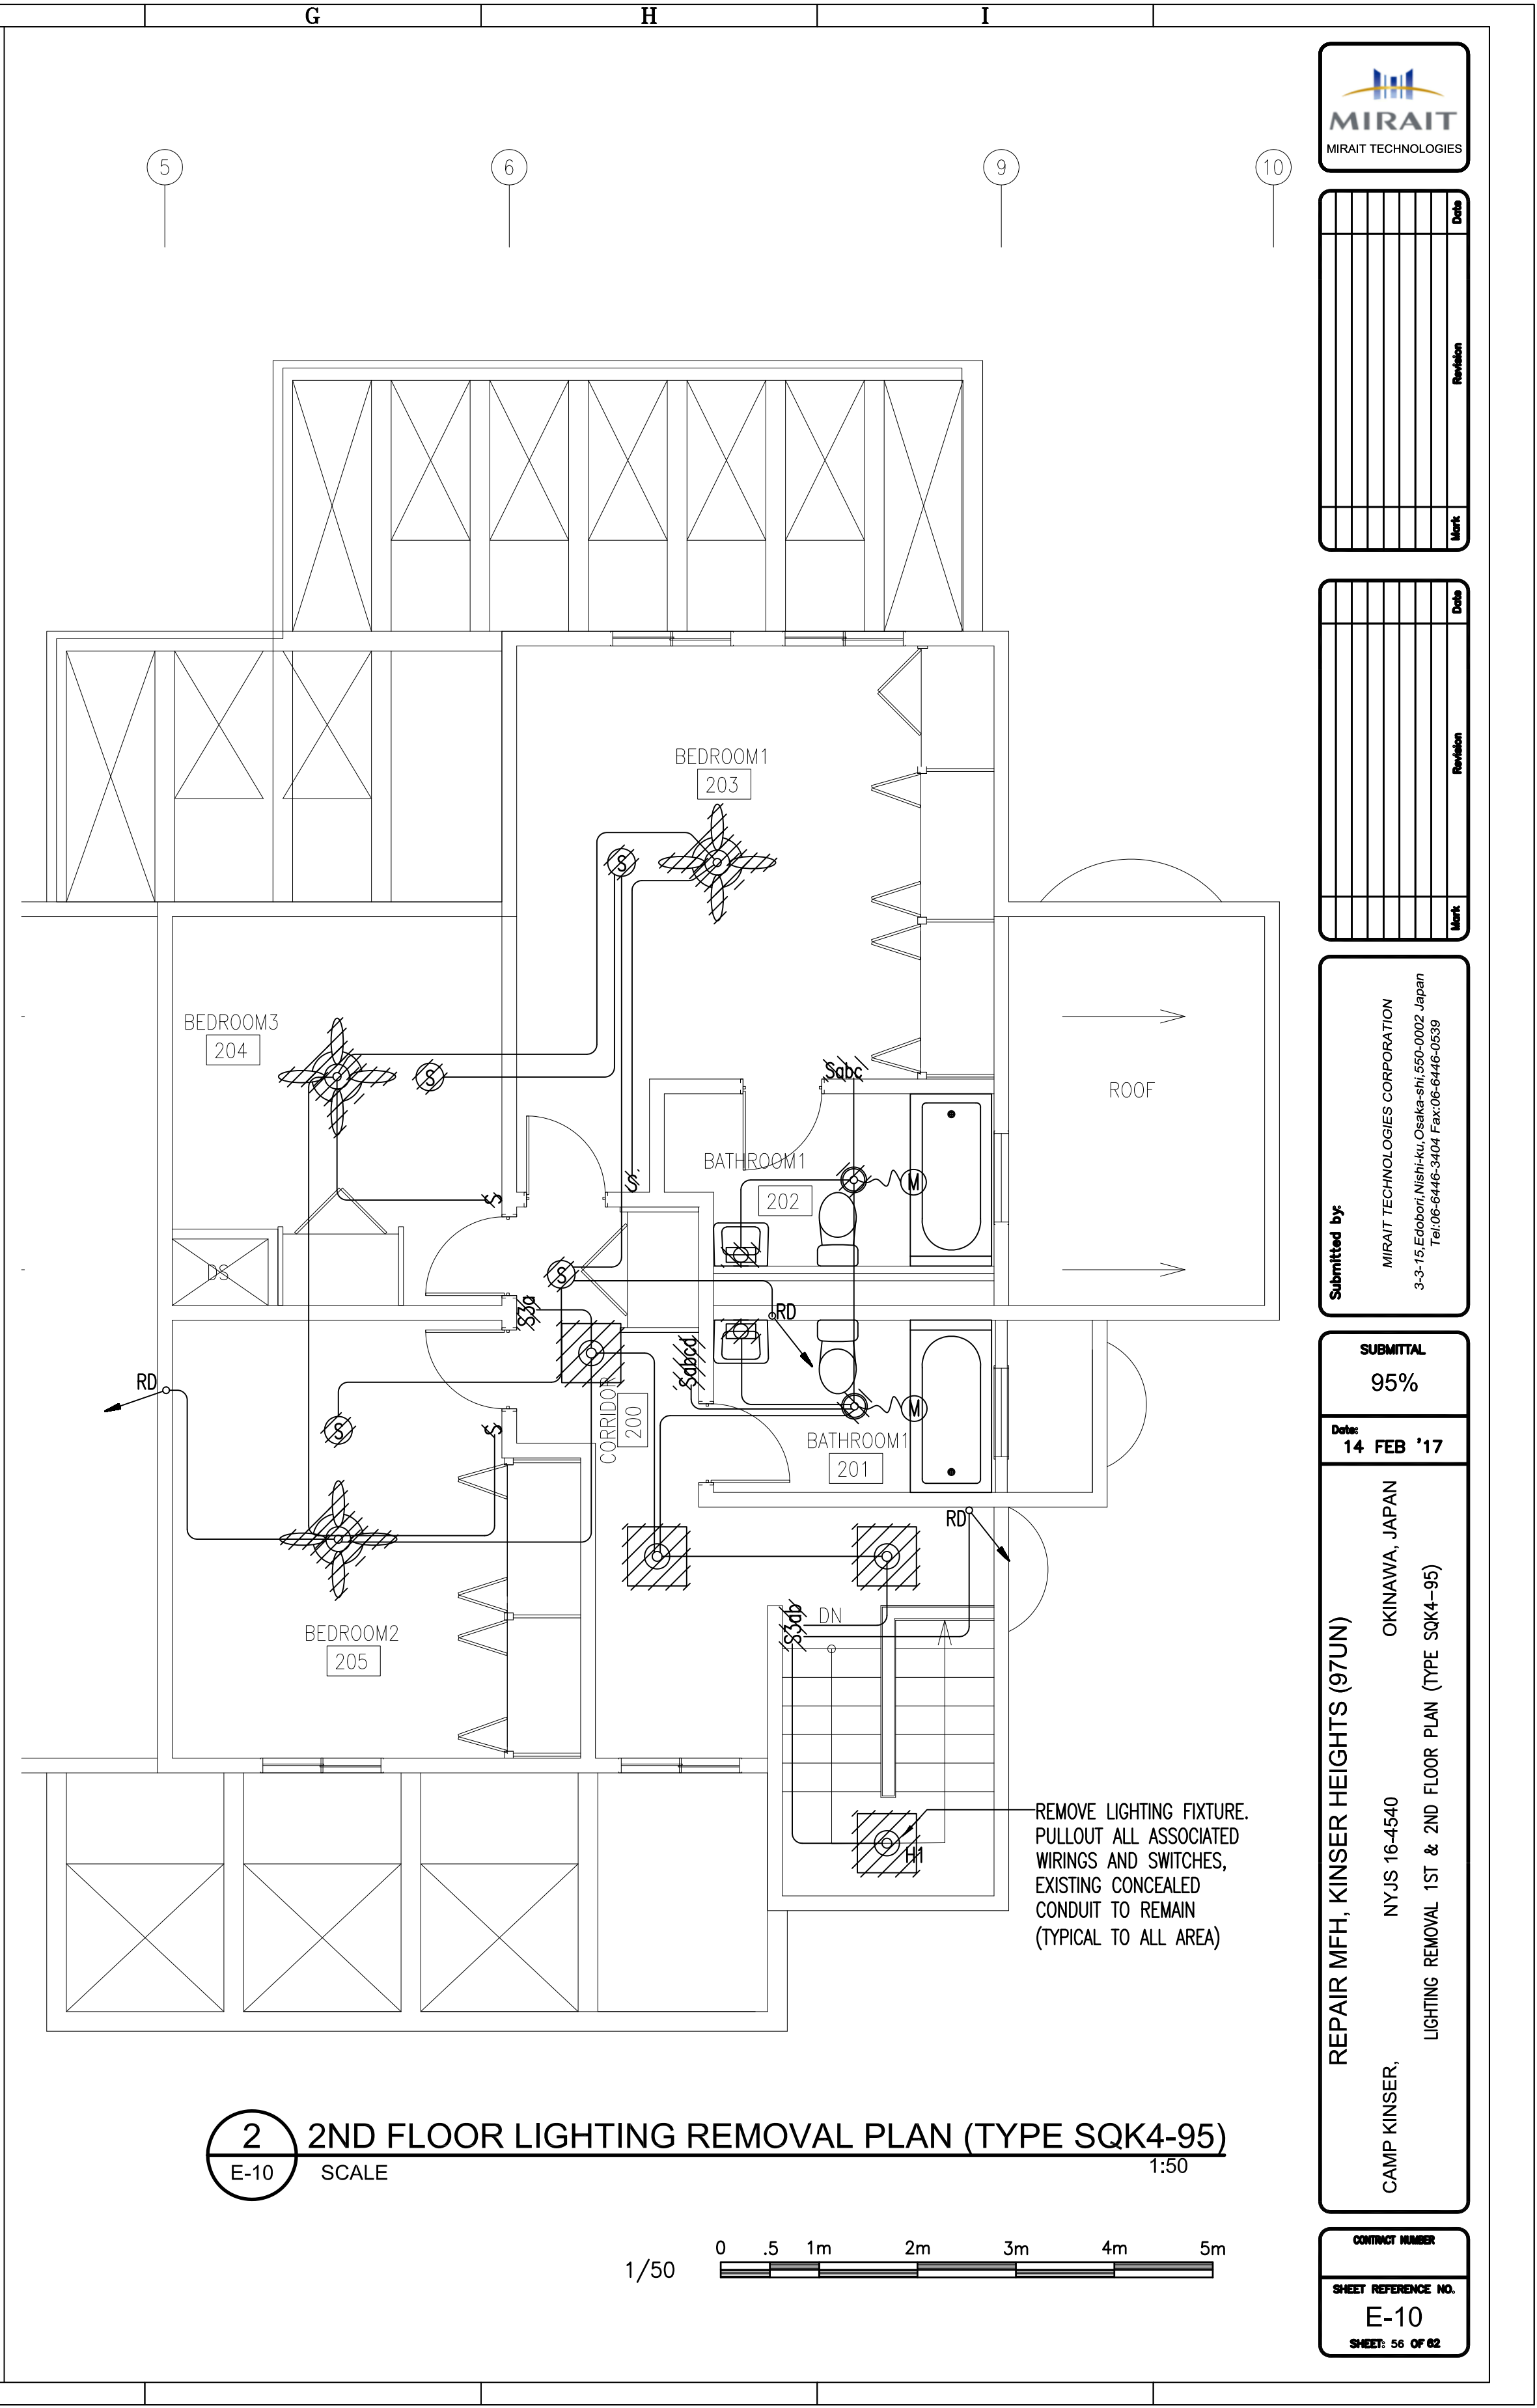 G
H
I
5
6
9
10
BEDROOM1
203
S
BEDROOM3
204
S
Sabc
ROOF
BATHROOM1
202
M
S
S
DS
S
S3a
RD
Sabcd
RD
S
S
CORRIDOR
200
M
BATHROOM1
201
RD
S3ab
DN
BEDROOM2
205
H1
REMOVE LIGHTING FIXTURE.
PULLOUT ALL ASSOCIATED
WIRINGS AND SWITCHES,
EXISTING CONCEALED
CONDUIT TO REMAIN
(TYPICAL TO ALL AREA)
2
E-10
2ND FLOOR LIGHTING REMOVAL PLAN (TYPE SQK4-95)
SCALE
1:50
1/50
0 .5 1m 2m 3m 4m 5m
MIRAIT
MIRAIT TECHNOLOGIES
Mark Revision Date
Mark Revision Date
Submitted by:
MIRAIT TECHNOLOGIES CORPORATION
3-3-15,Edobori,Nishi-ku,Osaka-shi,550-0002 Japan
Tel:06-6446-3404 Fax:06-6446-0539
SUBMITTAL
95%
Date:
14 FEB '17
REPAIR MFH, KINSER HEIGHTS (97UN)
CAMP KINSER, NYJS 16-4540 KINSER OKINAWA, JAPAN
LIGHTING REMOVAL 1ST & 2ND FLOOR PLAN (TYPE SQK4-95)
CONTRACT NUMBER
SHEET REFERENCE NO.
E-10
SHEET: 56 OF 62